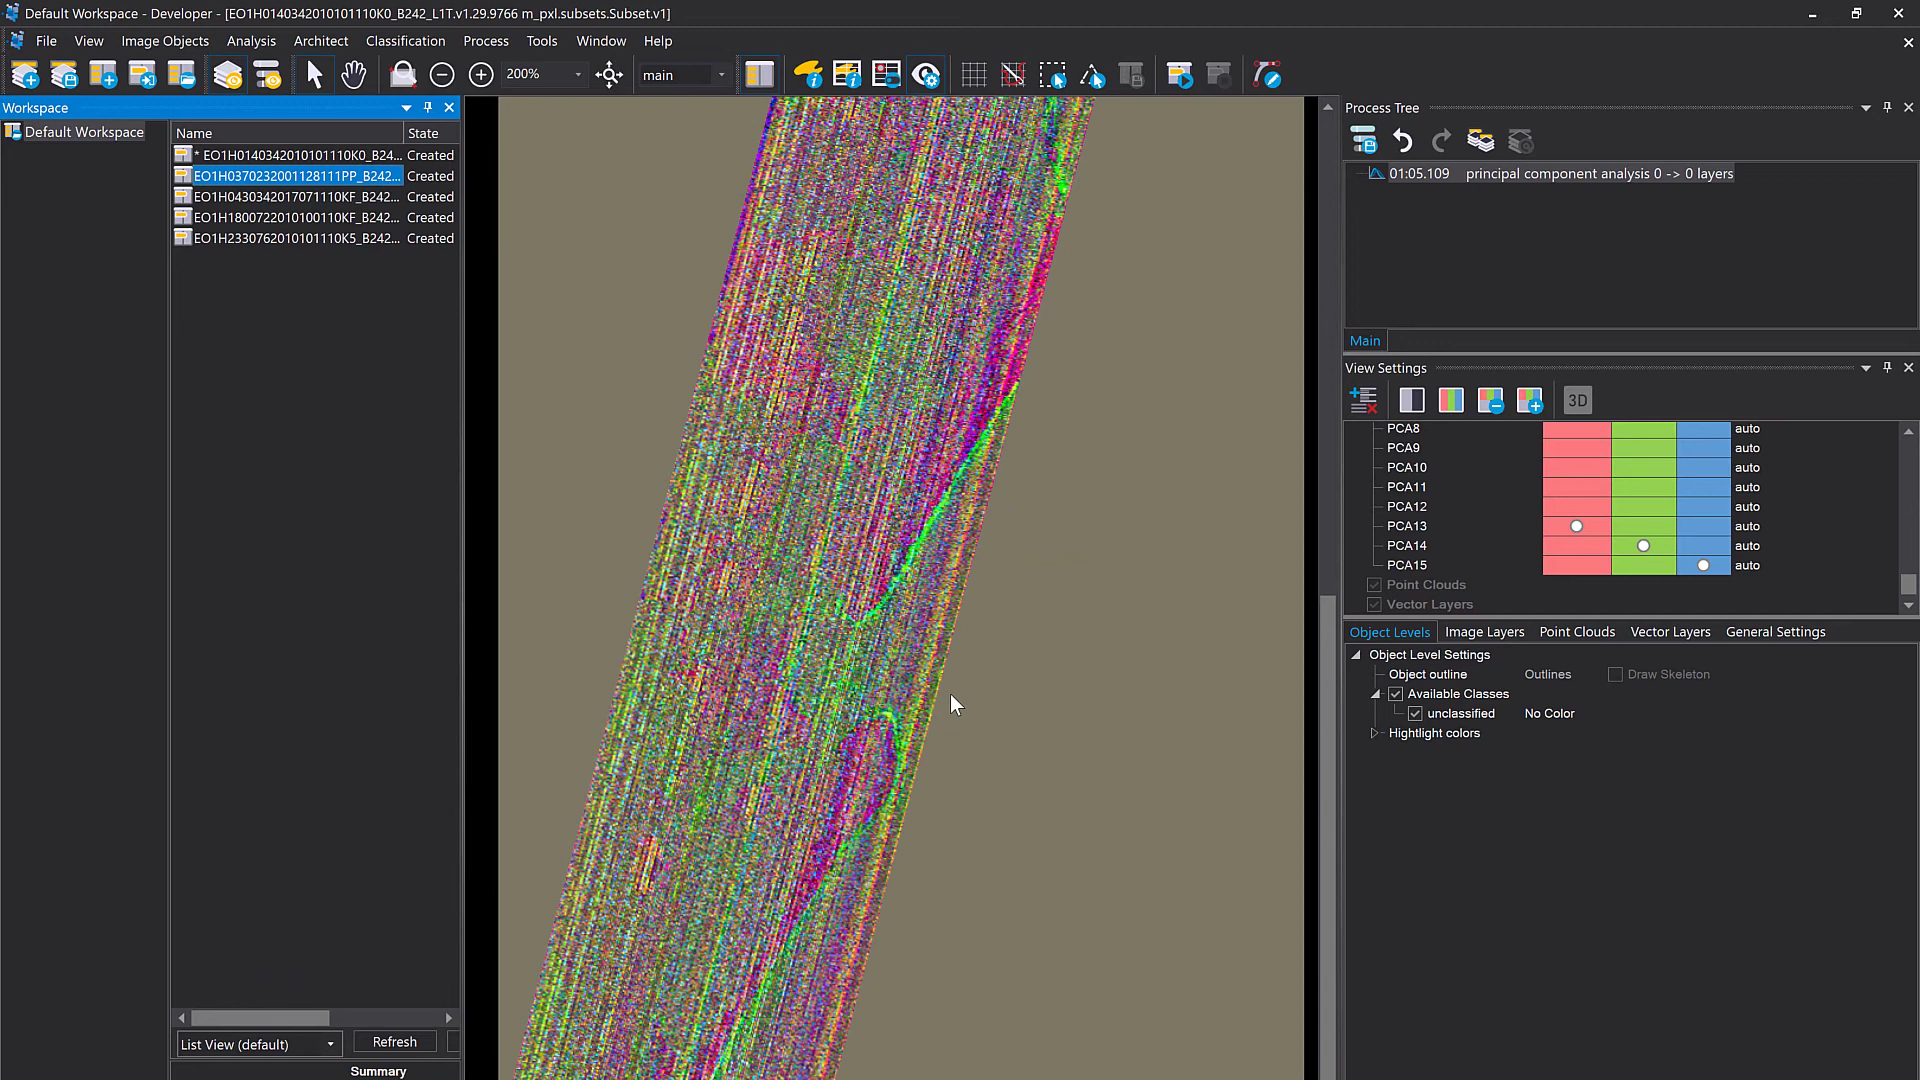 Default Workspace - Developer - [EO1H0140342010101110K0_B242_L1T.v1.29.9766 m_pxl.subsets.Subset.v1]
File View Image Objects Analysis Architect Classification Process Tools Window Help
200% main
Workspace
Default Workspace
Name State
* EO1H0140342010101110K0_B24... Created
EO1H0370232001128111PP_B242... Created
EO1H0430342017071110KF_B242... Created
EO1H1800722010100110KF_B242... Created
EO1H2330762010101110K5_B242... Created
List View (default) Refresh
Summary
Process Tree
01:05.109 principal component analysis 0 -> 0 layers
Main
View Settings
3D
PCA8 auto
PCA9 auto
PCA10 auto
PCA11 auto
PCA12 auto
PCA13 auto
PCA14 auto
PCA15 auto
Point Clouds
Vector Layers
Object Levels Image Layers Point Clouds Vector Layers General Settings
Object Level Settings
Object outline Outlines Draw Skeleton
Available Classes
unclassified No Color
Hightlight colors